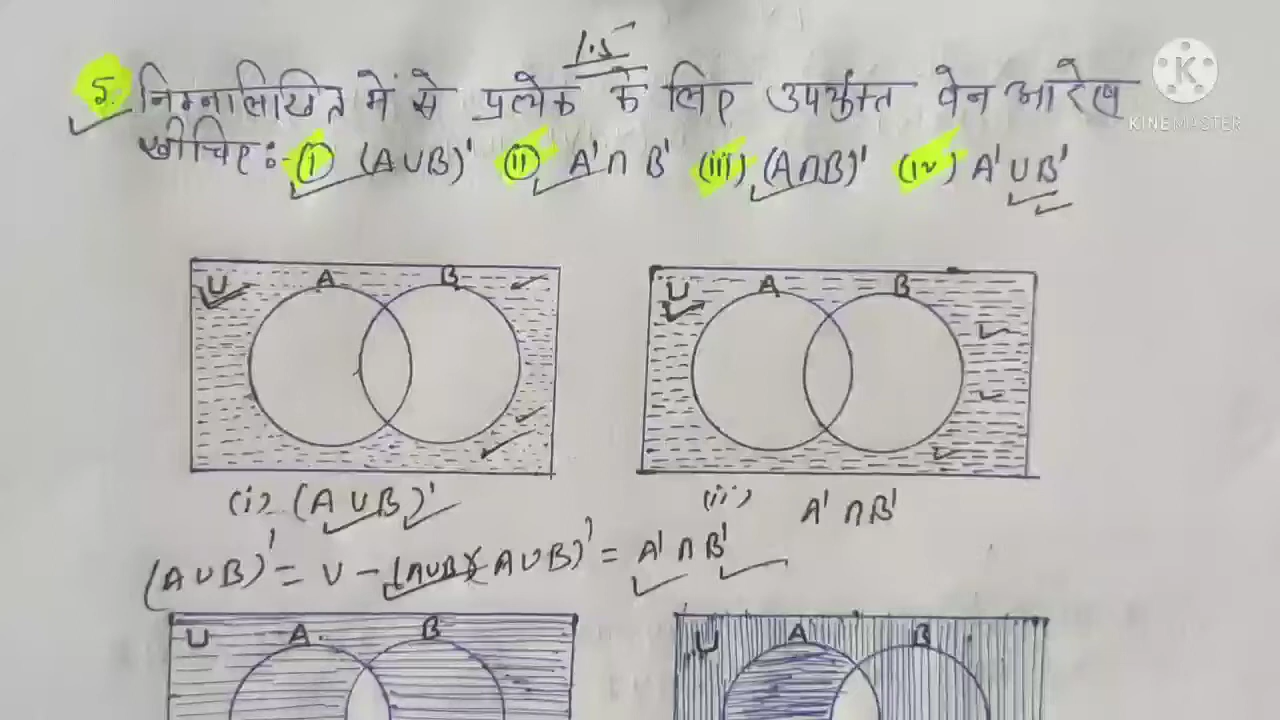 1.5
5. निम्नलिखित में से प्रत्येक के लिए उपर्युक्त वेन आरेख
खीचिए:- (i) (A∪B)' (ii) A'∩B' (iii) (A∩B)' (iv) A'∪B'
K
KINEMASTER
U A B
U A B
(i) (A∪B)'
(ii) A'∩B'
(A∪B)' = U - (A∪B) (A∪B)' = A'∩B'
U A B
U A B